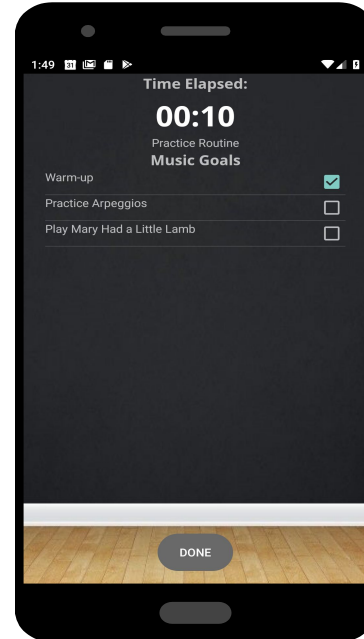 1:49 31
Time Elapsed:
00:10
Practice Routine
Music Goals
Warm-up
Practice Arpeggios
Play Mary Had a Little Lamb
DONE